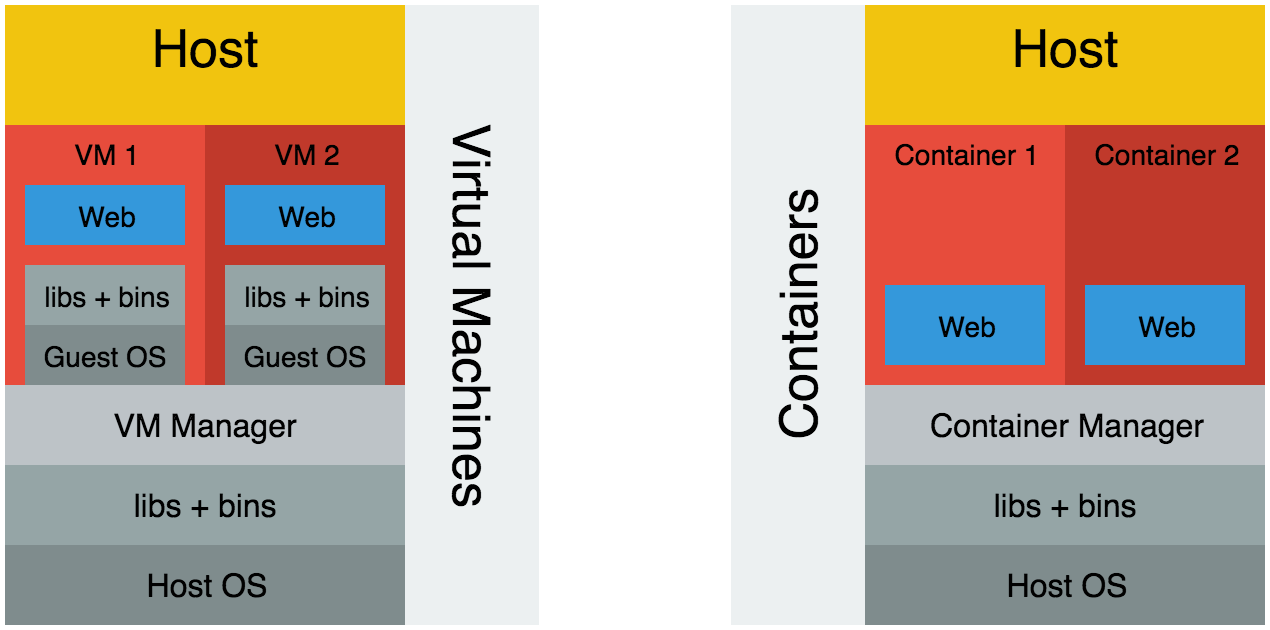 Host
VM 1
VM 2
Web
Web
libs + bins
libs + bins
Guest OS
Guest OS
VM Manager
libs + bins
Host OS
Virtual Machines
Containers
Host
Container 1
Container 2
Web
Web
Container Manager
libs + bins
Host OS